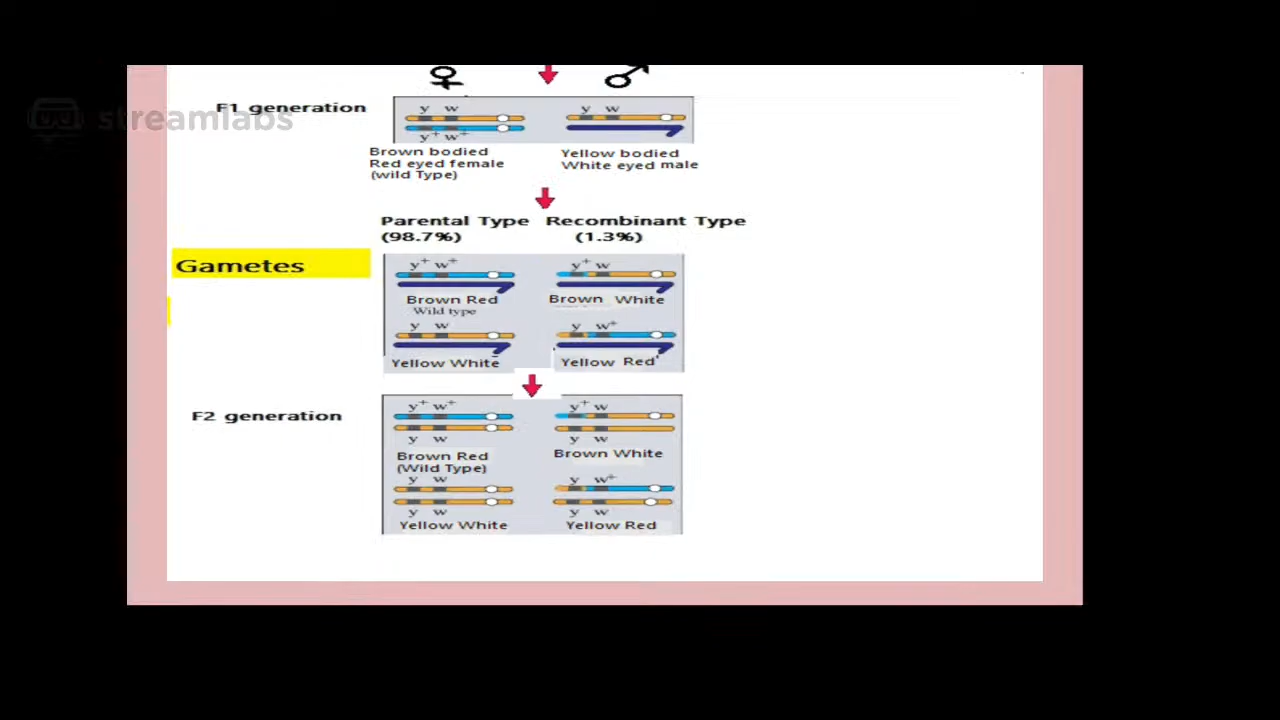 streamlabs
F1 generation
y w
y+ w+
y w
Brown bodied
Red eyed female
(wild Type)
Yellow bodied
White eyed male
Parental Type
(98.7%)
Recombinant Type
(1.3%)
Gametes
y+ w+
Brown Red
Wild type
y+ w
Brown White
y w
Yellow White
y w+
Yellow Red
F2 generation
y+ w+
y w
Brown Red
(Wild Type)
y+ w
y w
Brown White
y w
y w
Yellow White
y w+
y w
Yellow Red